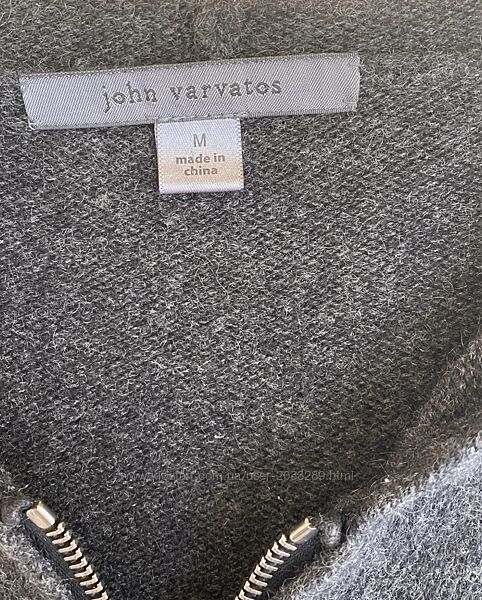 john varvatos
M
made in
china